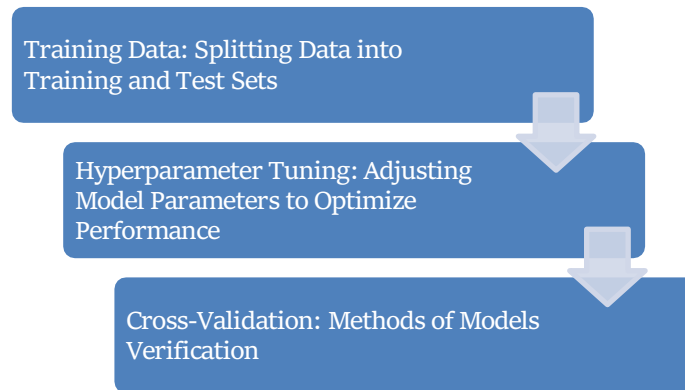 Training Data: Splitting Data into
Training and Test Sets
Hyperparameter Tuning: Adjusting
Model Parameters to Optimize
Performance
Cross-Validation: Methods of Models
Verification